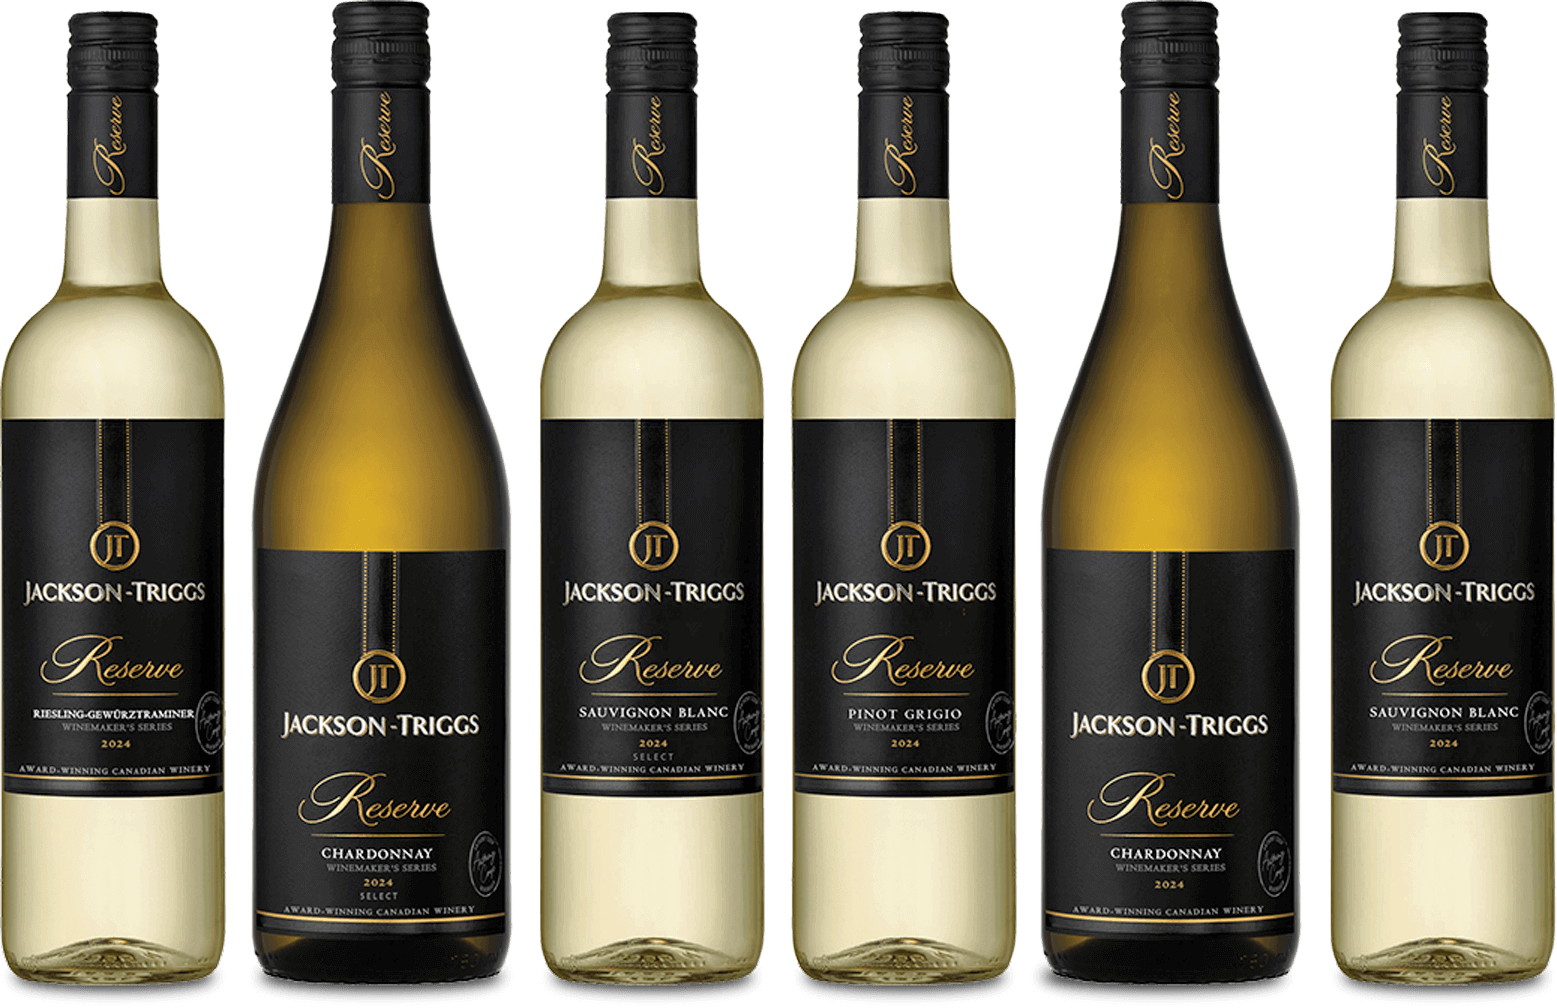 Reserve
JT
JACKSON-TRIGGS
Reserve
RIESLING-GEWÜRZTRAMINER
WINEMAKER'S SERIES
2024
AWARD-WINNING CANADIAN WINERY
Reserve
JT
JACKSON-TRIGGS
Reserve
CHARDONNAY
WINEMAKER'S SERIES
2024
SELECT
AWARD-WINNING CANADIAN WINERY
Reserve
JT
JACKSON-TRIGGS
Reserve
SAUVIGNON BLANC
WINEMAKER'S SERIES
2024
SELECT
AWARD-WINNING CANADIAN WINERY
Reserve
JT
JACKSON-TRIGGS
Reserve
PINOT GRIGIO
WINEMAKER'S SERIES
2024
AWARD-WINNING CANADIAN WINERY
Reserve
JT
JACKSON-TRIGGS
Reserve
CHARDONNAY
WINEMAKER'S SERIES
2024
AWARD-WINNING CANADIAN WINERY
Reserve
JT
JACKSON-TRIGGS
Reserve
SAUVIGNON BLANC
WINEMAKER'S SERIES
2024
AWARD-WINNING CANADIAN WINERY